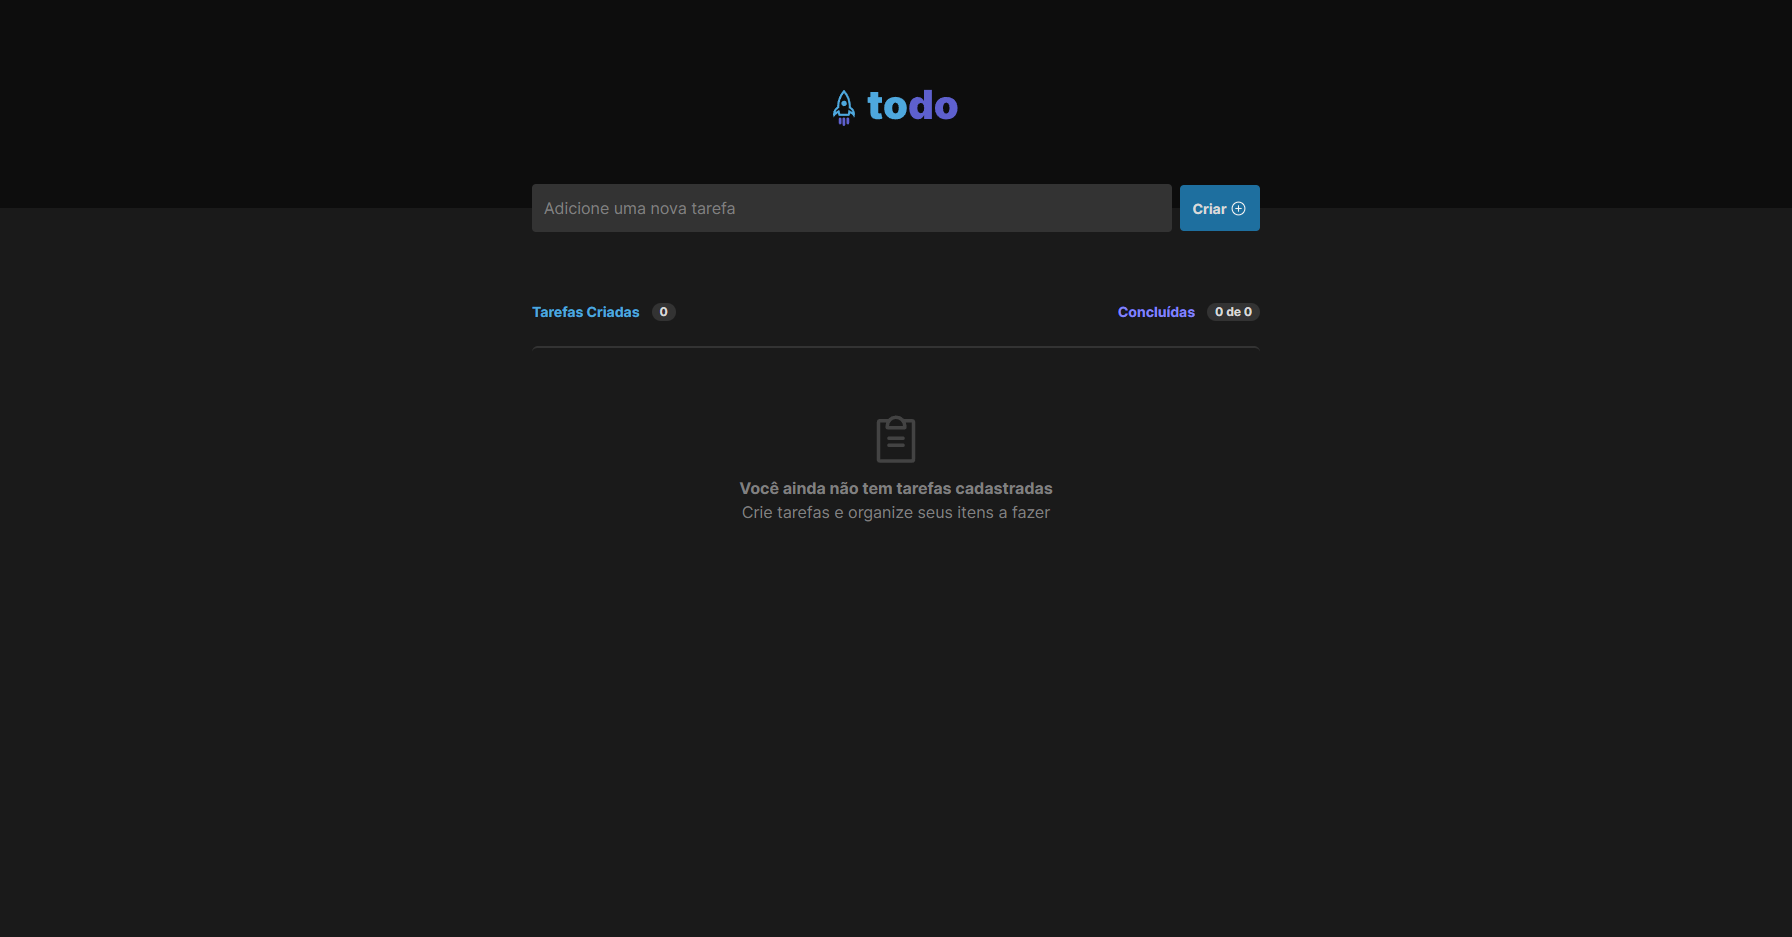 todo
Adicione uma nova tarefa
Criar
Tarefas Criadas 0
Concluídas 0 de 0
Você ainda não tem tarefas cadastradas
Crie tarefas e organize seus itens a fazer